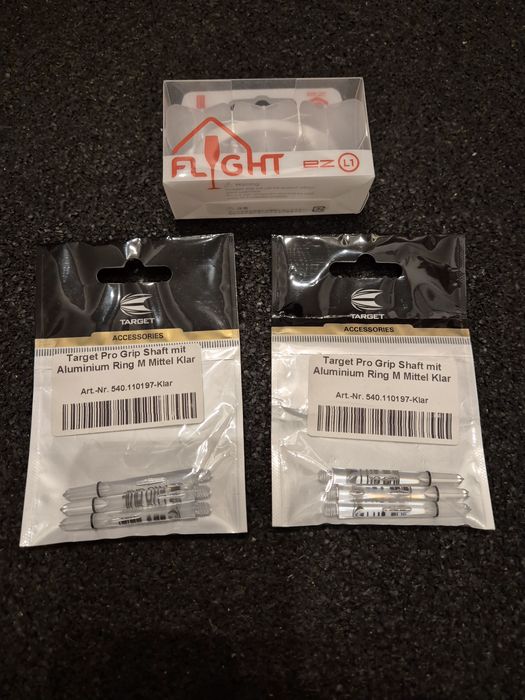 FLIGHT
EZ L1
Warning
TARGET
ACCESSORIES
Target Pro Grip Shaft mit
Aluminium Ring M Mittel Klar
Art.-Nr. 540.110197-Klar
TARGET
ACCESSORIES
Target Pro Grip Shaft mit
Aluminium Ring M Mittel Klar
Art.-Nr. 540.110197-Klar